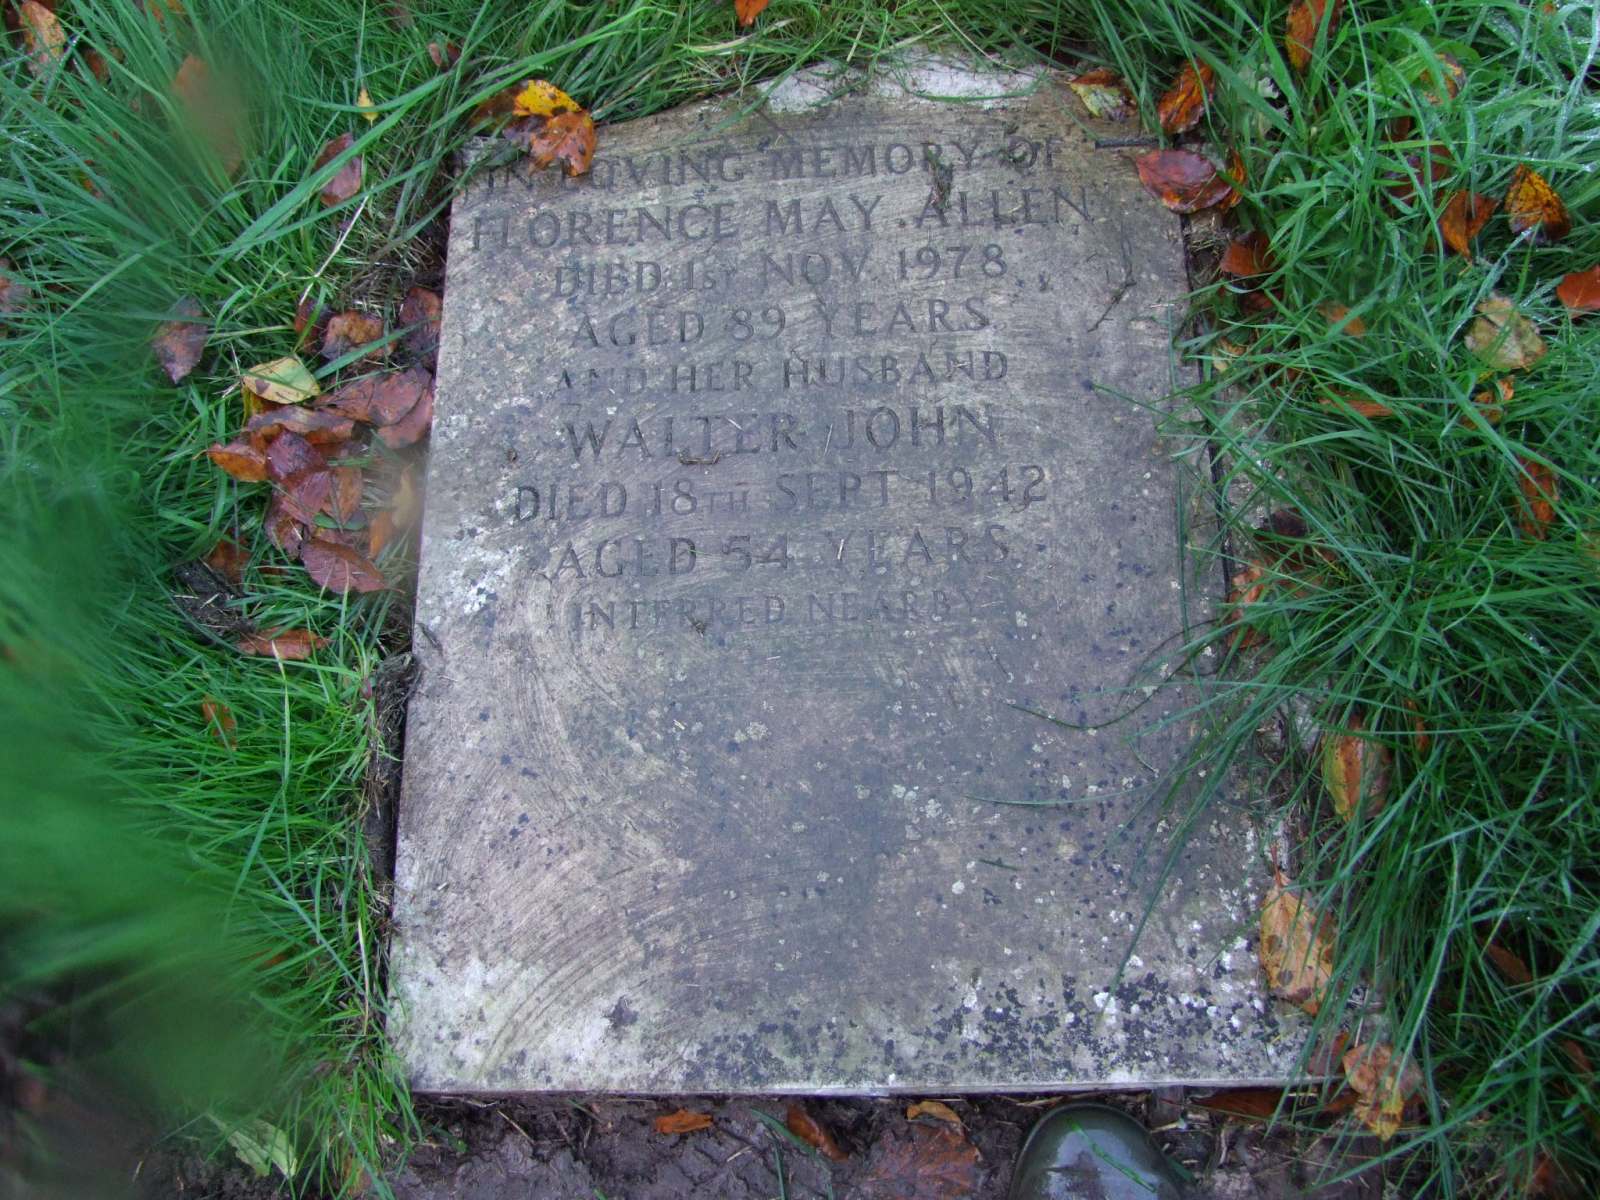 IN LOVING MEMORY OF
FLORENCE MAY ALLEN
DIED 1ST NOV 1978
AGED 89 YEARS
AND HER HUSBAND
WALTER JOHN
DIED 18TH SEPT 1942
AGED 54 YEARS
INTERRED NEARBY